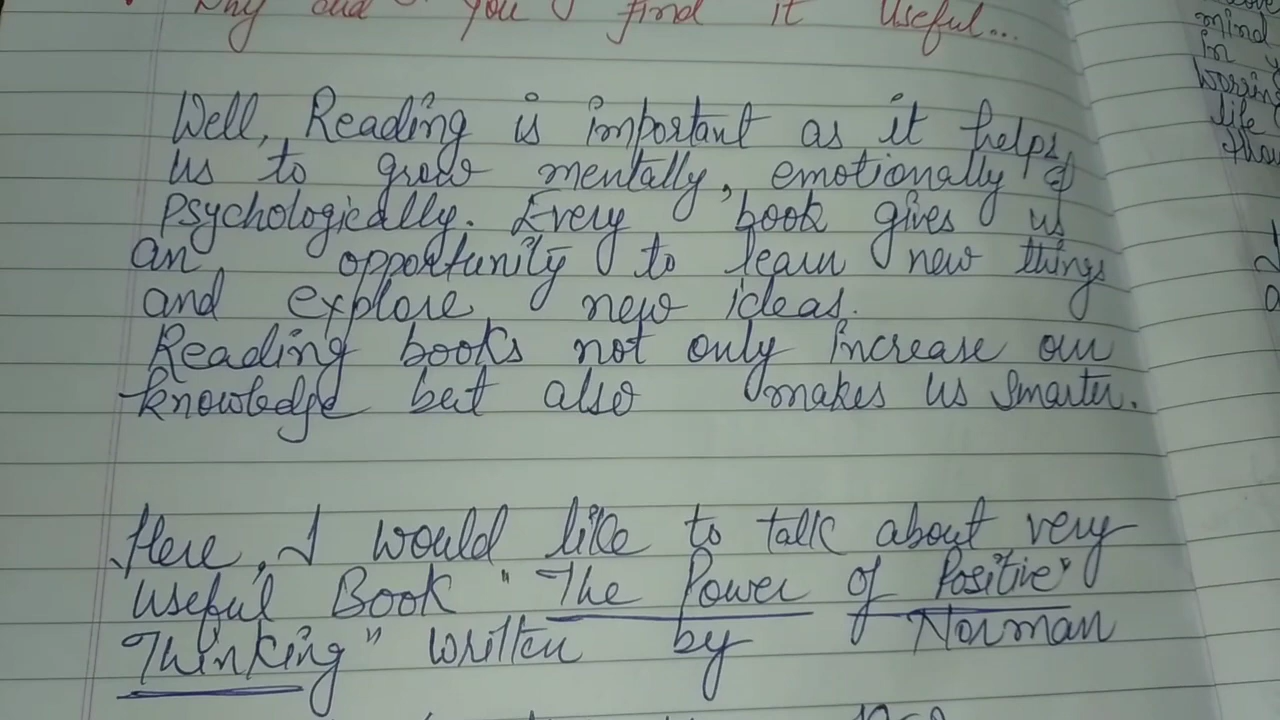 Why did you find it Useful...
Well, Reading is important as it helps
us to grow mentally, emotionally &
Psychologically. Every book gives us
an opportunity to learn new things
and explore new ideas.
Reading books not only increase our
knowledge but also makes us Smarter.
Here, I would like to talk about very
Useful Book "The Power of Positive
Thinking" written by Norman
mind
in
life